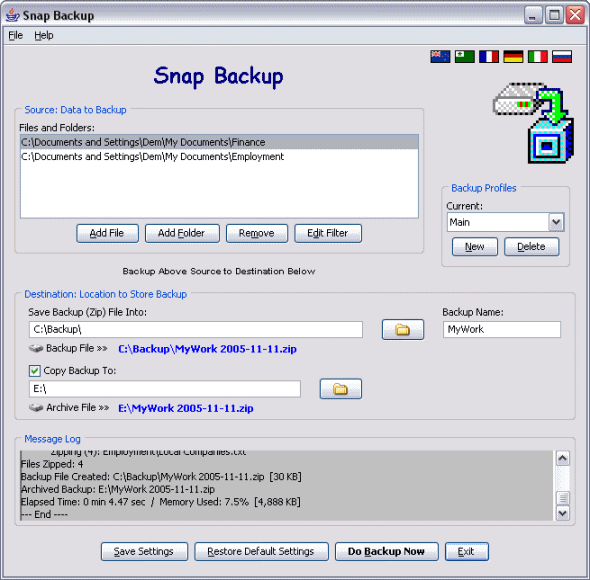 Snap Backup
File Help
Snap Backup
Source: Data to Backup
Files and Folders:
C:\Documents and Settings\Dem\My Documents\Finance
C:\Documents and Settings\Dem\My Documents\Employment
Add File Add Folder Remove Edit Filter
Backup Profiles
Current:
Main
New Delete
Backup Above Source to Destination Below
Destination: Location to Store Backup
Save Backup (Zip) File Into:
Backup Name:
C:\Backup\
MyWork
Backup File >> C:\Backup\MyWork 2005-11-11.zip
Copy Backup To:
E:\
Archive File >> E:\MyWork 2005-11-11.zip
Message Log
Zipping (4): Employment\Local Companies.txt
Files Zipped: 4
Backup File Created: C:\Backup\MyWork 2005-11-11.zip [30 KB]
Archived Backup: E:\MyWork 2005-11-11.zip
Elapsed Time: 0 min 4.47 sec / Memory Used: 7.5% [4,888 KB]
--- End ----
Save Settings Restore Default Settings Do Backup Now Exit